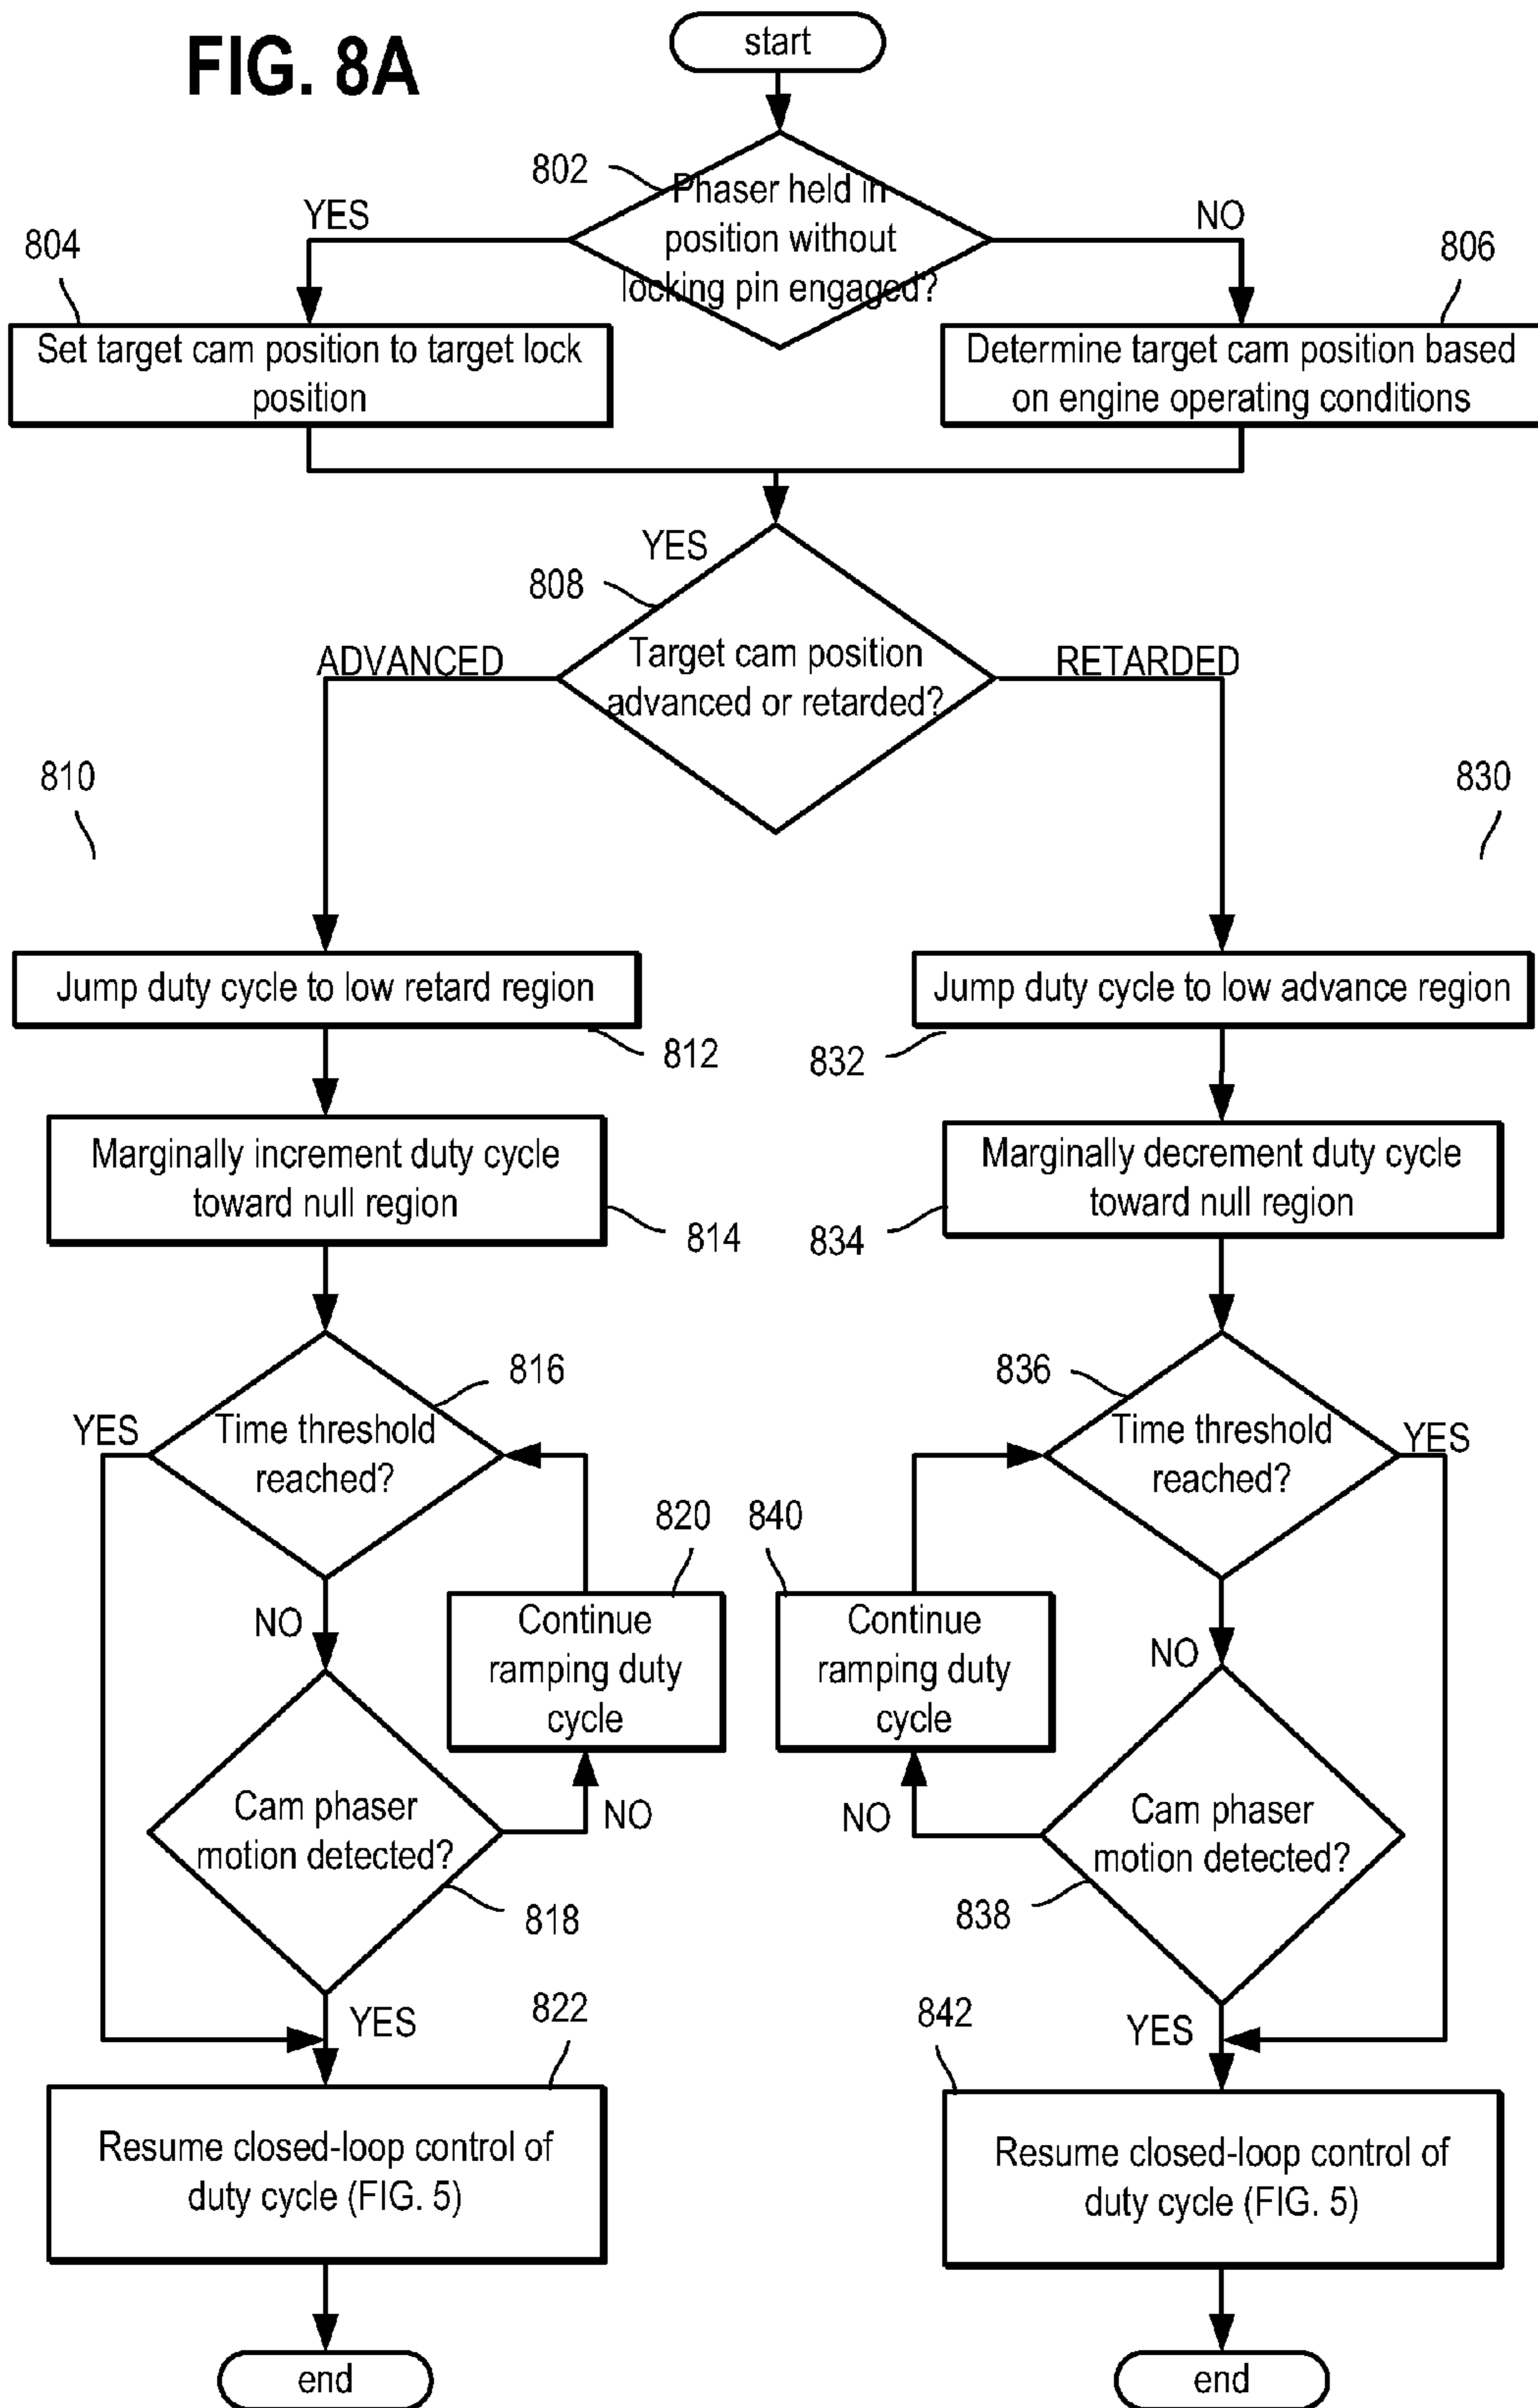 FIG. 8A
start
802
Phaser held in
position without
locking pin engaged?
YES
NO
804
806
Set target cam position to target lock
position
Determine target cam position based
on engine operating conditions
YES
808
Target cam position
advanced or retarded?
ADVANCED
RETARDED
810
830
Jump duty cycle to low retard region
812
Jump duty cycle to low advance region
832
Marginally increment duty cycle
toward null region
814
Marginally decrement duty cycle
toward null region
834
816
Time threshold
reached?
YES
836
Time threshold
reached?
YES
820
840
NO
Continue
ramping duty
cycle
Continue
ramping duty
cycle
NO
Cam phaser
motion detected?
NO
818
NO
Cam phaser
motion detected?
838
YES
822
842
YES
Resume closed-loop control of
duty cycle (FIG. 5)
Resume closed-loop control of
duty cycle (FIG. 5)
end
end